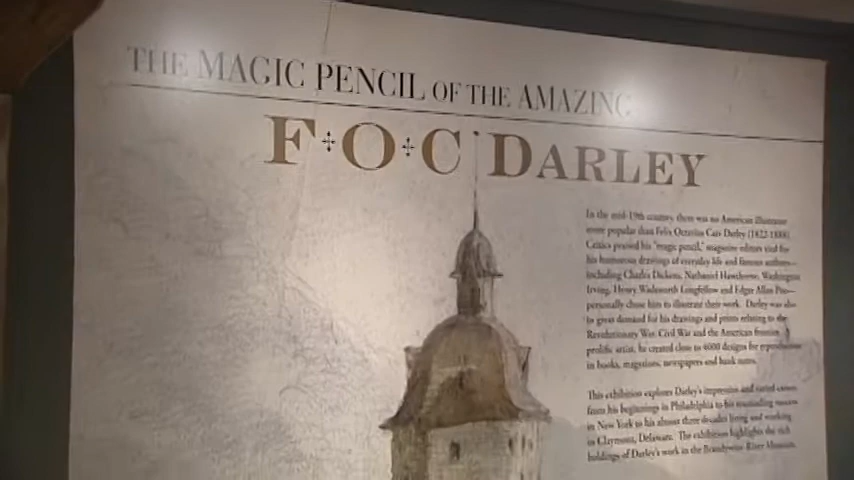 THE MAGIC PENCIL OF THE AMAZING
F·O·C DARLEY
In the mid-19th century, there was no American illustrator
more popular than Felix Octavius Carr Darley (1822-1888).
Critics praised his "magic pencil," magazine editors vied for
his humorous drawings of everyday life and famous authors—
including Charles Dickens, Nathaniel Hawthorne, Washington
Irving, Henry Wadsworth Longfellow and Edgar Allan Poe—
personally chose him to illustrate their work. Darley was also
in great demand for his drawings and prints relating to the
Revolutionary War, Civil War and the American frontier. A
prolific artist, he created close to 4000 designs for reproduction
in books, magazines, newspapers and bank notes.
This exhibition explores Darley's impressive and varied career
from his beginnings in Philadelphia to his resounding success
in New York to his almost three decades living and working
in Claymont, Delaware. The exhibition highlights the rich
holdings of Darley's work in the Brandywine River Museum.